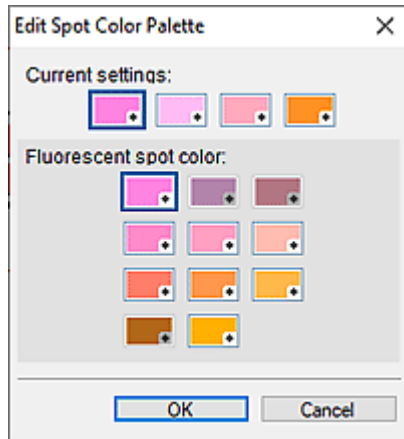 Edit Spot Color Palette
Current settings:
Fluorescent spot color:
OK
Cancel